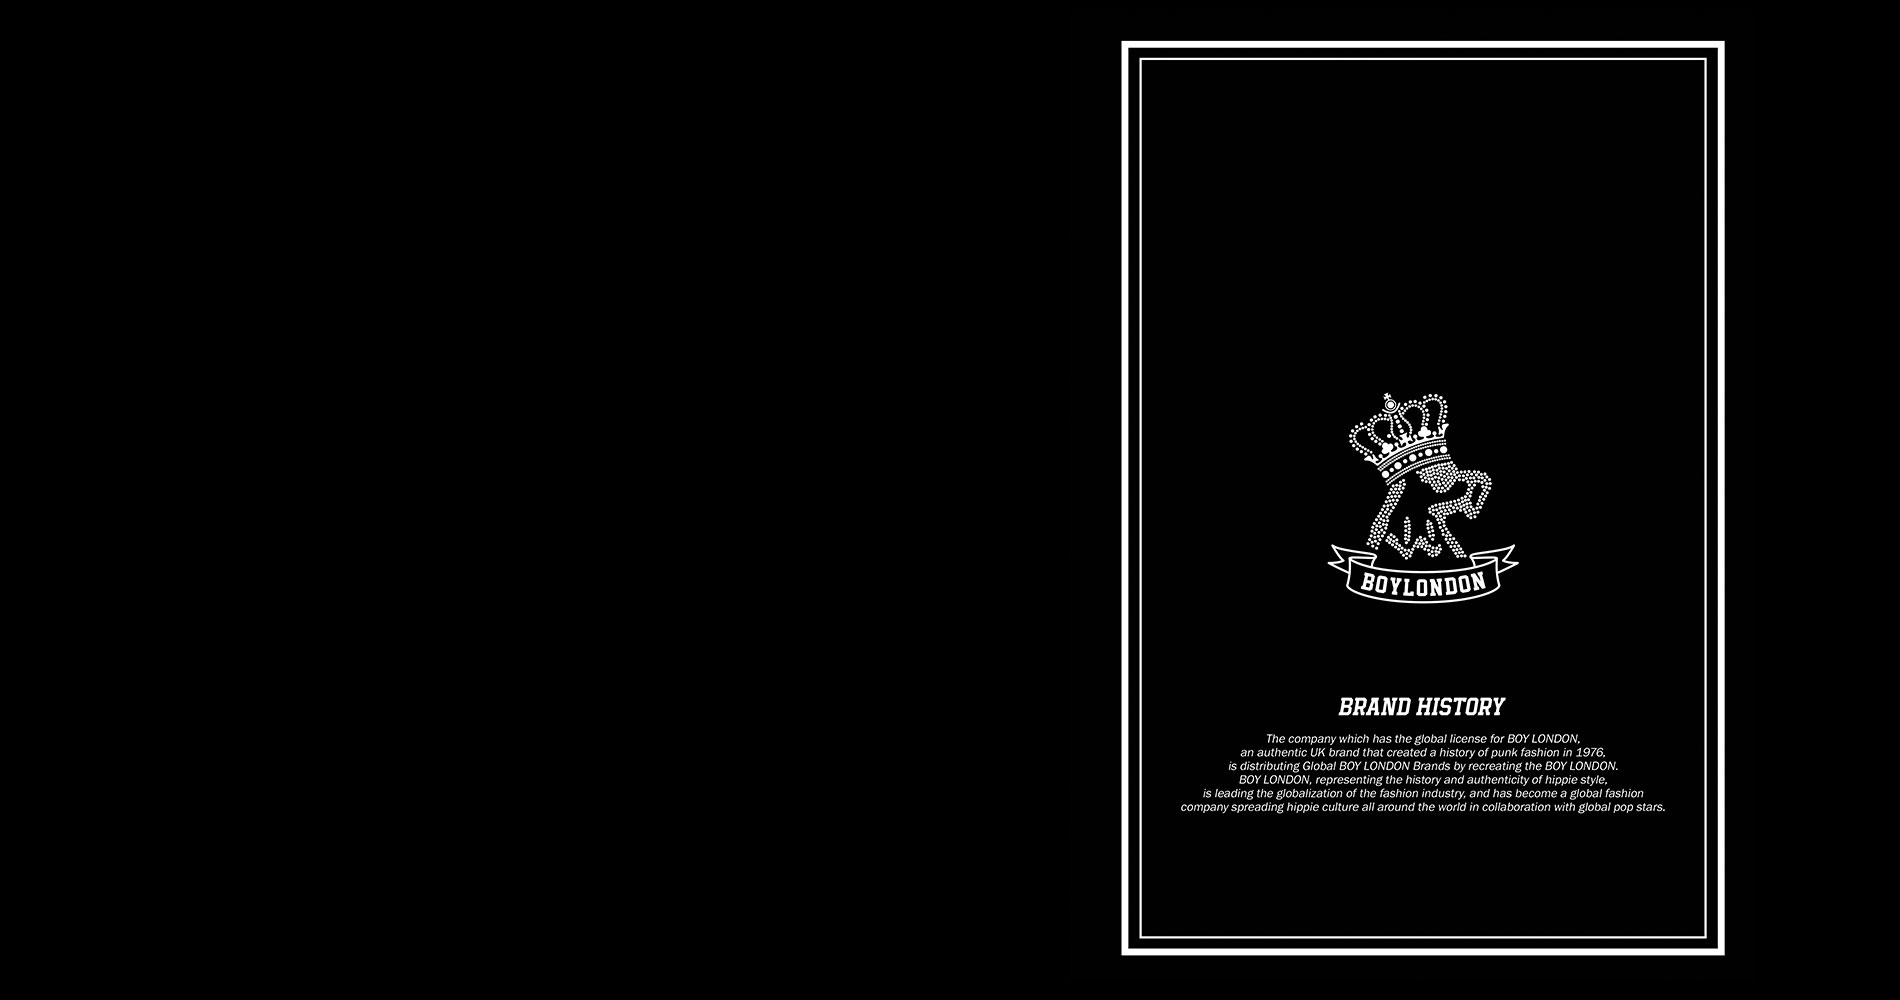 BOYLONDON
BRAND HISTORY
The company which has the global license for BOY LONDON,
an authentic UK brand that created a history of punk fashion in 1976,
is distributing Global BOY LONDON Brands by recreating the BOY LONDON.
BOY LONDON, representing the history and authenticity of hippie style,
is leading the globalization of the fashion industry, and has become a global fashion
company spreading hippie culture all around the world in collaboration with global pop stars.